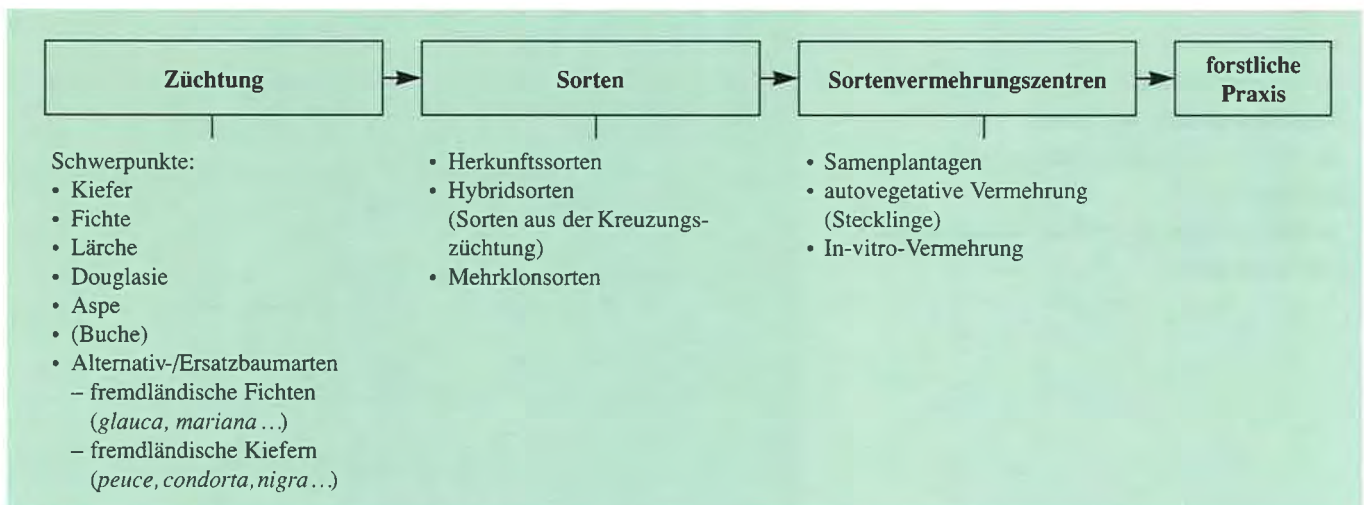 Züchtung
Sorten
Sortenvermehrungszentren
forstliche
Praxis
Schwerpunkte:
• Kiefer
• Fichte
• Lärche
• Douglasie
• Aspe
• (Buche)
• Alternativ-/Ersatzbaumarten
– fremdländische Fichten
(glauca, mariana ...)
– fremdländische Kiefern
(peuce, condorta, nigra ...)
• Herkunftssorten
• Hybridsorten
(Sorten aus der Kreuzungs-
züchtung)
• Mehrklonsorten
• Samenplantagen
• autovegetative Vermehrung
(Stecklinge)
• In-vitro-Vermehrung